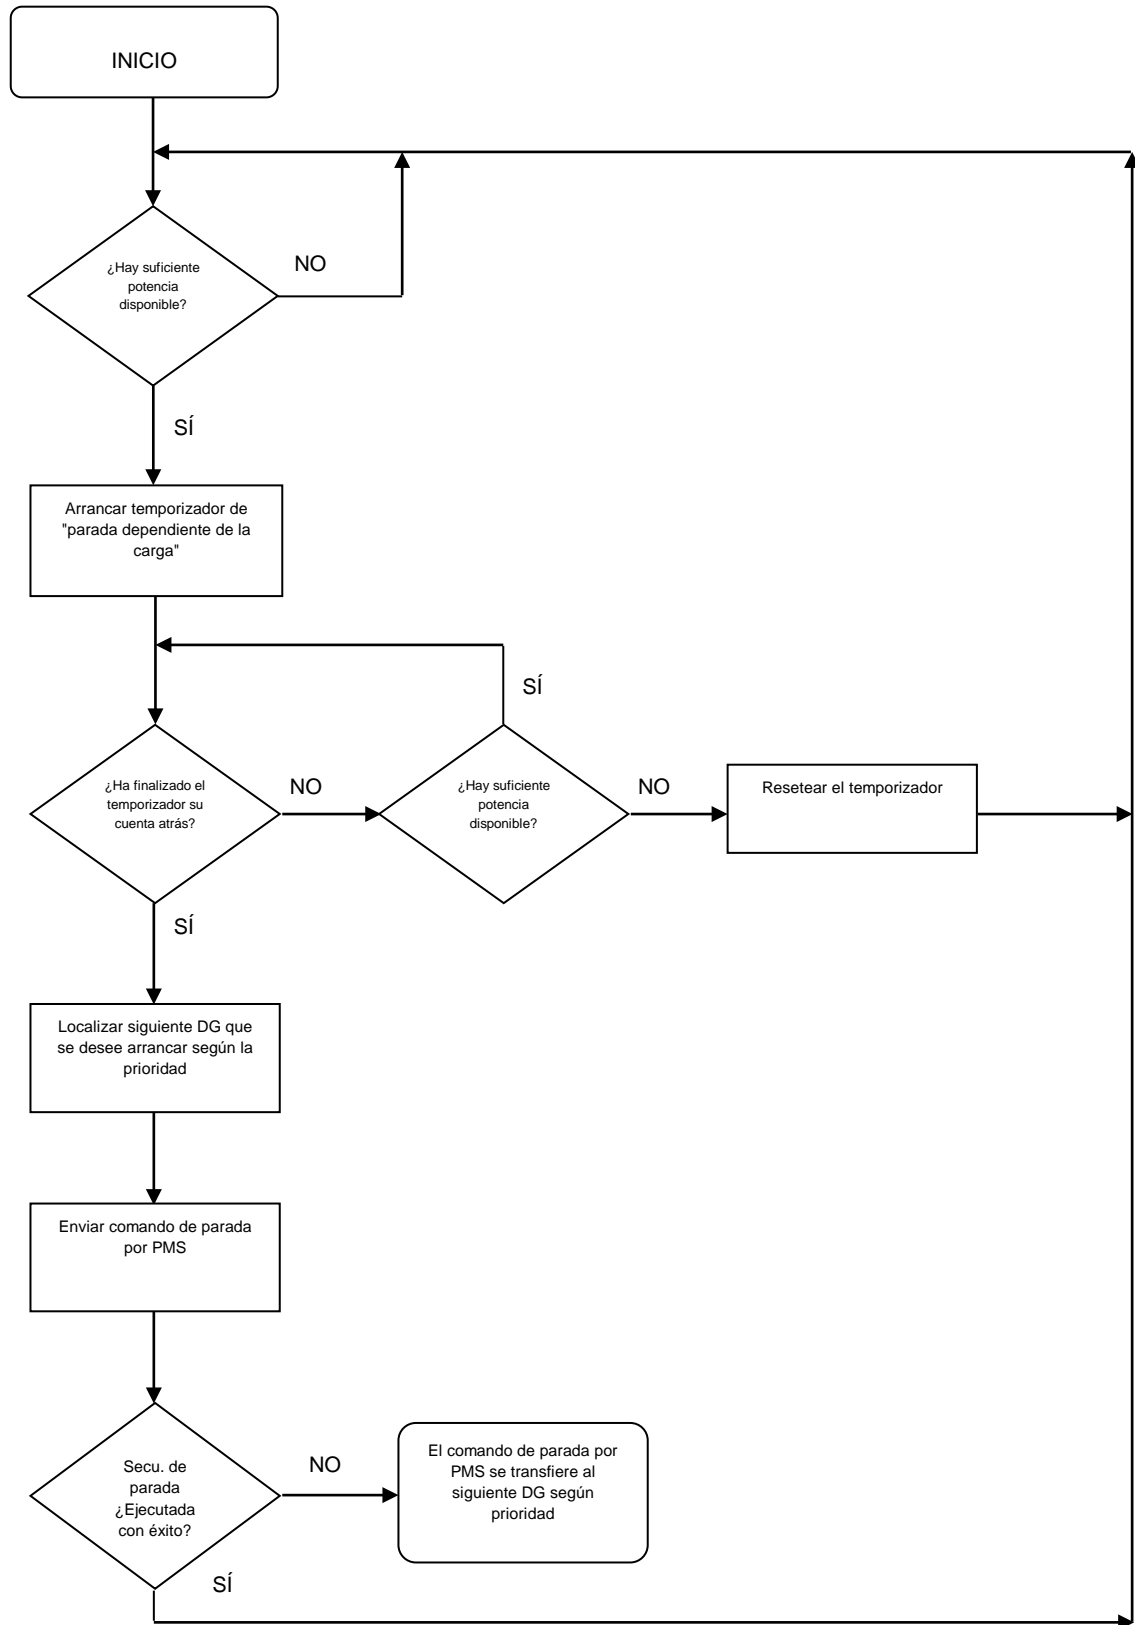 INICIO
¿Hay suficiente
potencia
disponible?
NO
SÍ
Arrancar temporizador de
"parada dependiente de la
carga"
SÍ
¿Ha finalizado el
temporizador su
cuenta atrás?
NO
¿Hay suficiente
potencia
disponible?
NO
Resetear el temporizador
SÍ
Localizar siguiente DG que
se desee arrancar según la
prioridad
Enviar comando de parada
por PMS
Secu. de
parada
¿Ejecutada
con éxito?
NO
El comando de parada por
PMS se transfiere al
siguiente DG según
prioridad
SÍ